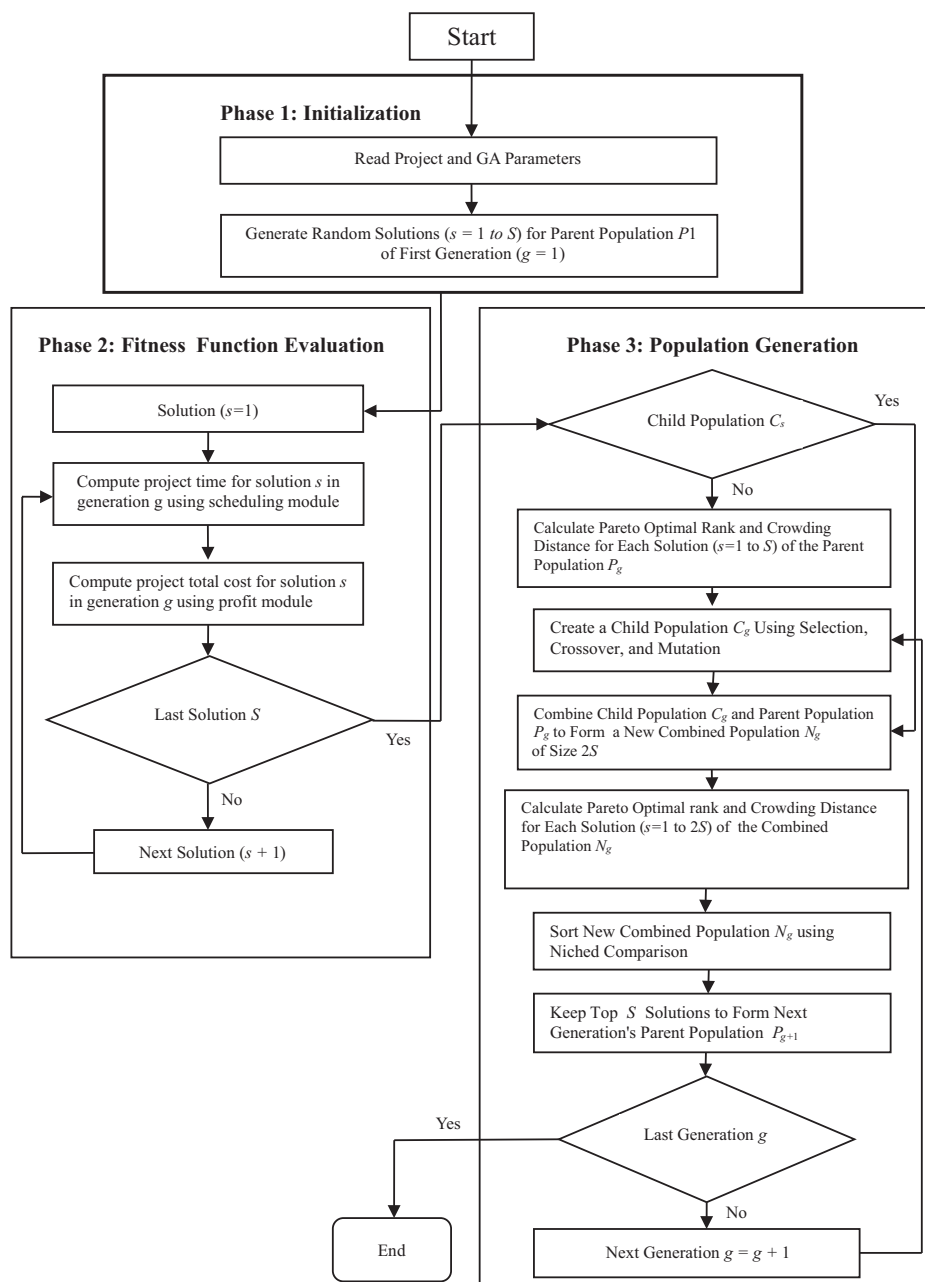 Start
Phase 1: Initialization
Read Project and GA Parameters
Generate Random Solutions (s = 1 to S) for Parent Population P1
of First Generation (g = 1)
Phase 2: Fitness Function Evaluation
Solution (s=1)
Compute project time for solution s in
generation g using scheduling module
Compute project total cost for solution s
in generation g using profit module
Last Solution S
Yes
No
Next Solution (s + 1)
Phase 3: Population Generation
Child Population Cs
Yes
No
Calculate Pareto Optimal Rank and Crowding
Distance for Each Solution (s=1 to S) of the Parent
Population Pg
Create a Child Population Cg Using Selection,
Crossover, and Mutation
Combine Child Population Cg and Parent Population
Pg to Form a New Combined Population Ng
of Size 2S
Calculate Pareto Optimal rank and Crowding Distance
for Each Solution (s=1 to 2S) of the Combined
Population Ng
Sort New Combined Population Ng using
Niched Comparison
Keep Top S Solutions to Form Next
Generation's Parent Population Pg+1
Last Generation g
Yes
No
End
Next Generation g = g + 1